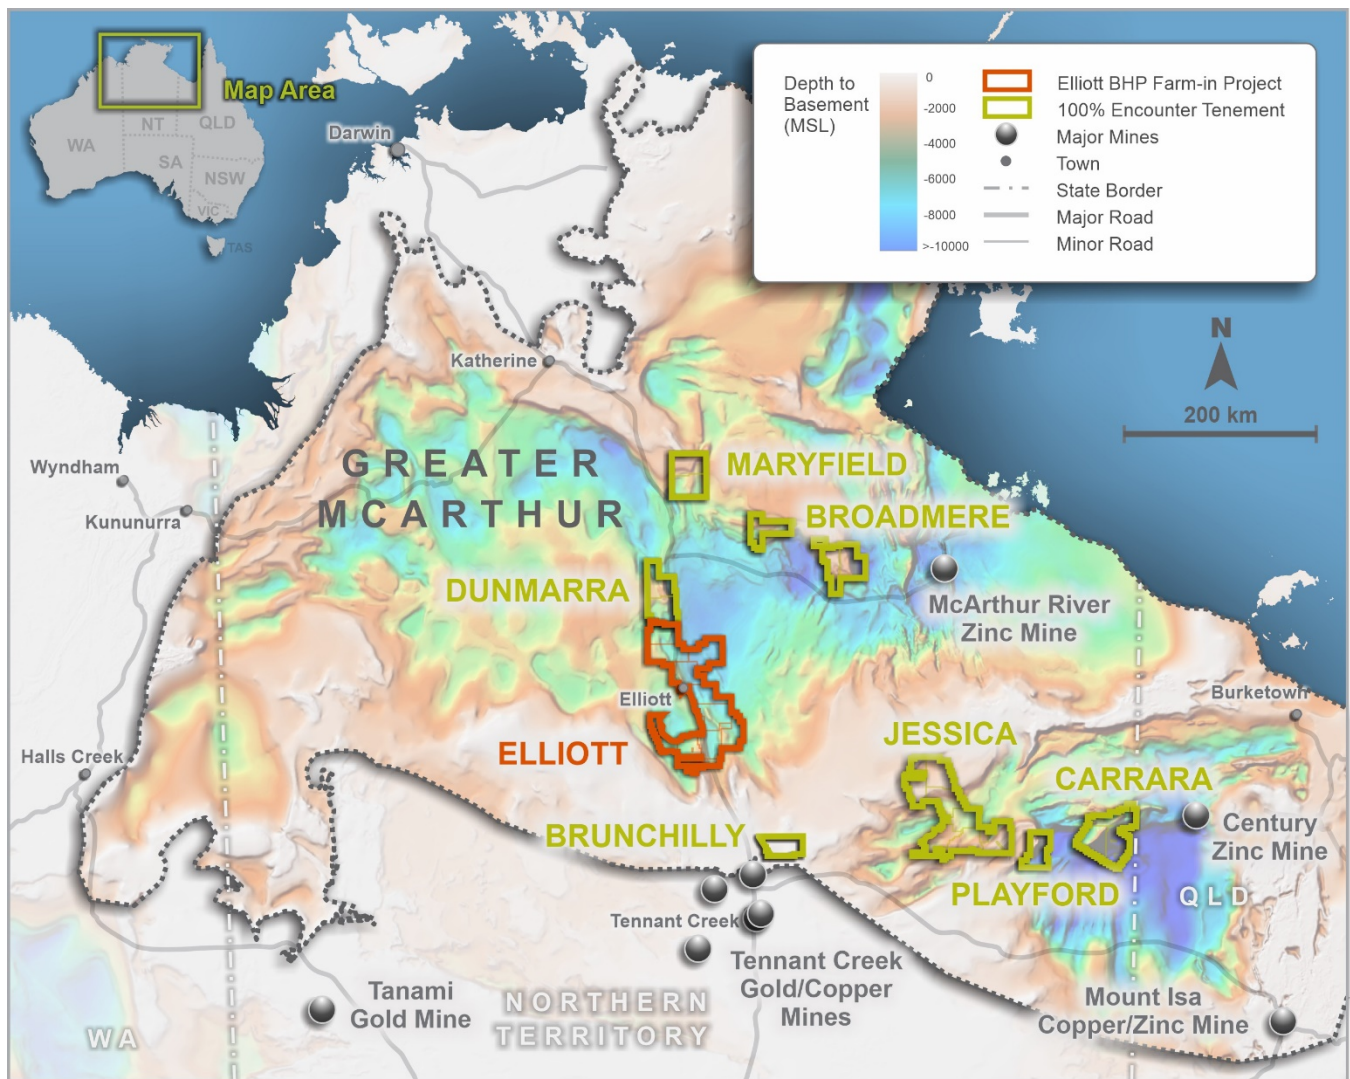 Map Area
WA
NT
QLD
SA
NSW
VIC
TAS
Depth to
Basement
(MSL)
0
-2000
-4000
-6000
-8000
>-10000
Elliott BHP Farm-in Project
100% Encounter Tenement
Major Mines
Town
State Border
Major Road
Minor Road
Darwin
N
200 km
Katherine
GREATER
MCARTHUR
MARYFIELD
Wyndham
Kununurra
BROADMERE
DUNMARRA
McArthur River
Zinc Mine
Elliott
Burketown
ELLIOTT
JESSICA
Halls Creek
CARRARA
BRUNCHILLY
Century
Zinc Mine
PLAYFORD
QLD
Tennant Creek
Tennant Creek
Gold/Copper
Mines
Tanami
Gold Mine
NORTHERN
TERRITORY
Mount Isa
Copper/Zinc Mine
WA